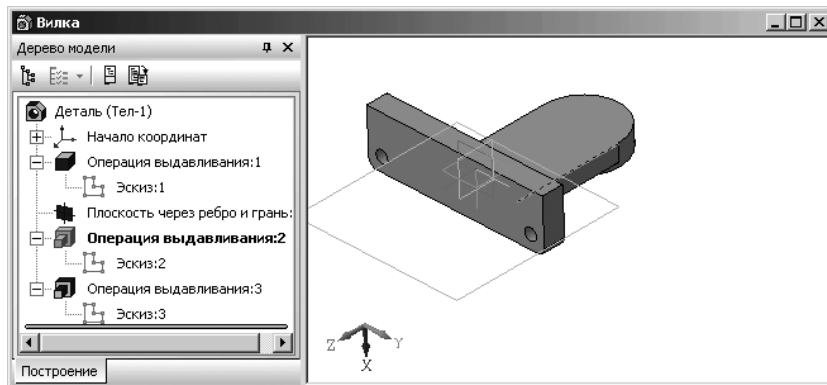 Вилка
Дерево модели
Деталь (Тел-1)
Начало координат
Операция выдавливания:1
Эскиз:1
Плоскость через ребро и грань:
Операция выдавливания:2
Эскиз:2
Операция выдавливания:3
Эскиз:3
Построение
Z
Y
X